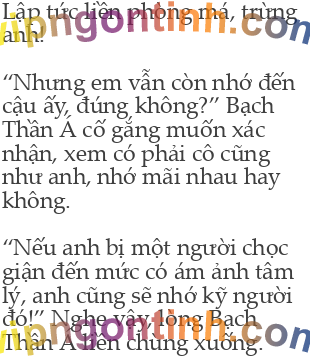 Lập tức liền phồng má, trừng
anh.
vipngontinh.com
“Nhưng em vẫn còn nhớ đến
cậu ấy, đúng không?” Bạch
Thần Á cố gắng muốn xác
nhận, xem có phải cô cũng
như anh, nhớ mãi nhau hay
không.
“Nếu anh bị một người chọc
giận đến mức có ám ảnh tâm
lý, anh cũng sẽ nhớ kỹ người
đó!” Nghe vậy, lòng Bạch
Thần Á liền chùng xuống.
vipngontinh.com